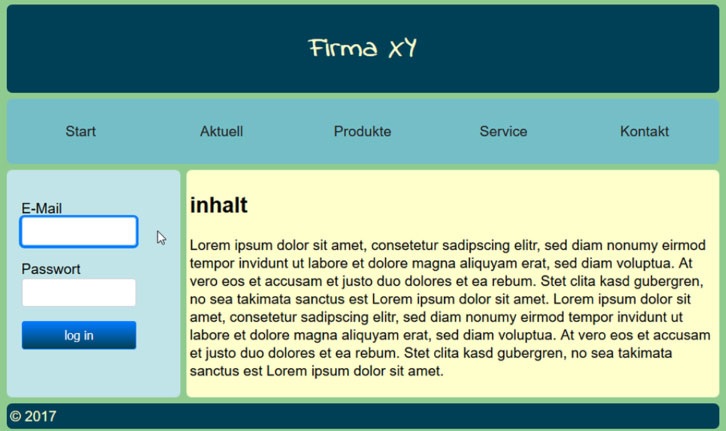 Firma XY
Start Aktuell Produkte Service Kontakt
E-Mail
Passwort
log in
inhalt
Lorem ipsum dolor sit amet, consetetur sadipscing elitr, sed diam nonumy eirmod
tempor invidunt ut labore et dolore magna aliquyam erat, sed diam voluptua. At
vero eos et accusam et justo duo dolores et ea rebum. Stet clita kasd gubergren,
no sea takimata sanctus est Lorem ipsum dolor sit amet. Lorem ipsum dolor sit
amet, consetetur sadipscing elitr, sed diam nonumy eirmod tempor invidunt ut
labore et dolore magna aliquyam erat, sed diam voluptua. At vero eos et accusam
et justo duo dolores et ea rebum. Stet clita kasd gubergren, no sea takimata
sanctus est Lorem ipsum dolor sit amet.
© 2017